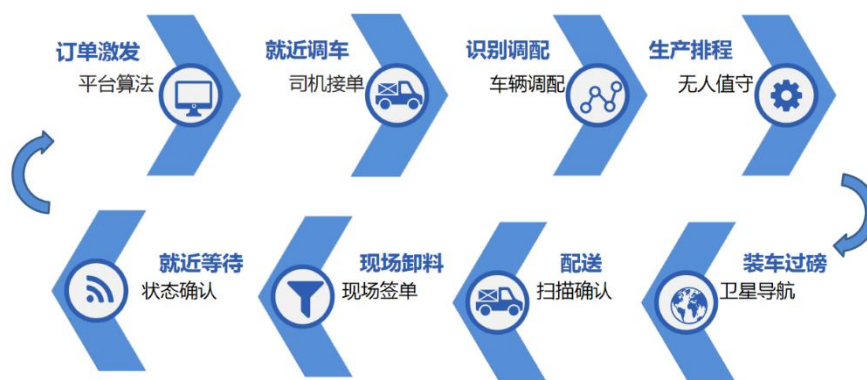 订单激发
平台算法
就近调车
司机接单
识别调配
车辆调配
生产排程
无人值守
装车过磅
卫星导航
配送
扫描确认
现场卸料
现场签单
就近等待
状态确认